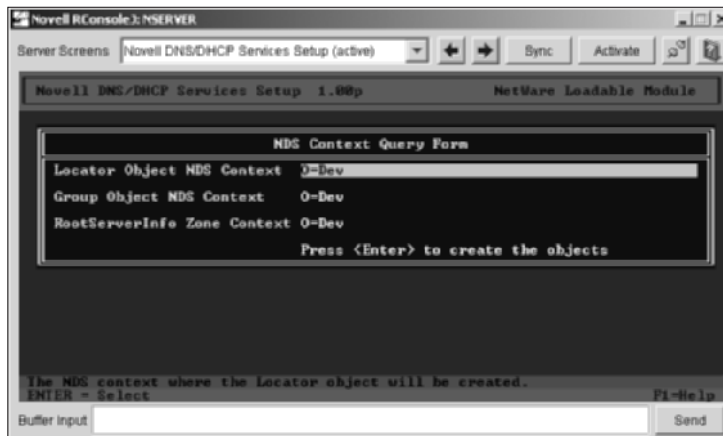 Novell RConsoleJ: NSERVER
Server Screens Novell DNS/DHCP Services Setup (active) Sync Activate
Novell DNS/DHCP Services Setup 1.00p NetWare Loadable Module
NDS Context Query Form
Locator Object NDS Context O=Dev
Group Object NDS Context O=Dev
RootServerInfo Zone Context O=Dev
Press <Enter> to create the objects
The NDS context where the Locator object will be created.
ENTER = Select F1=Help
Buffer input Send